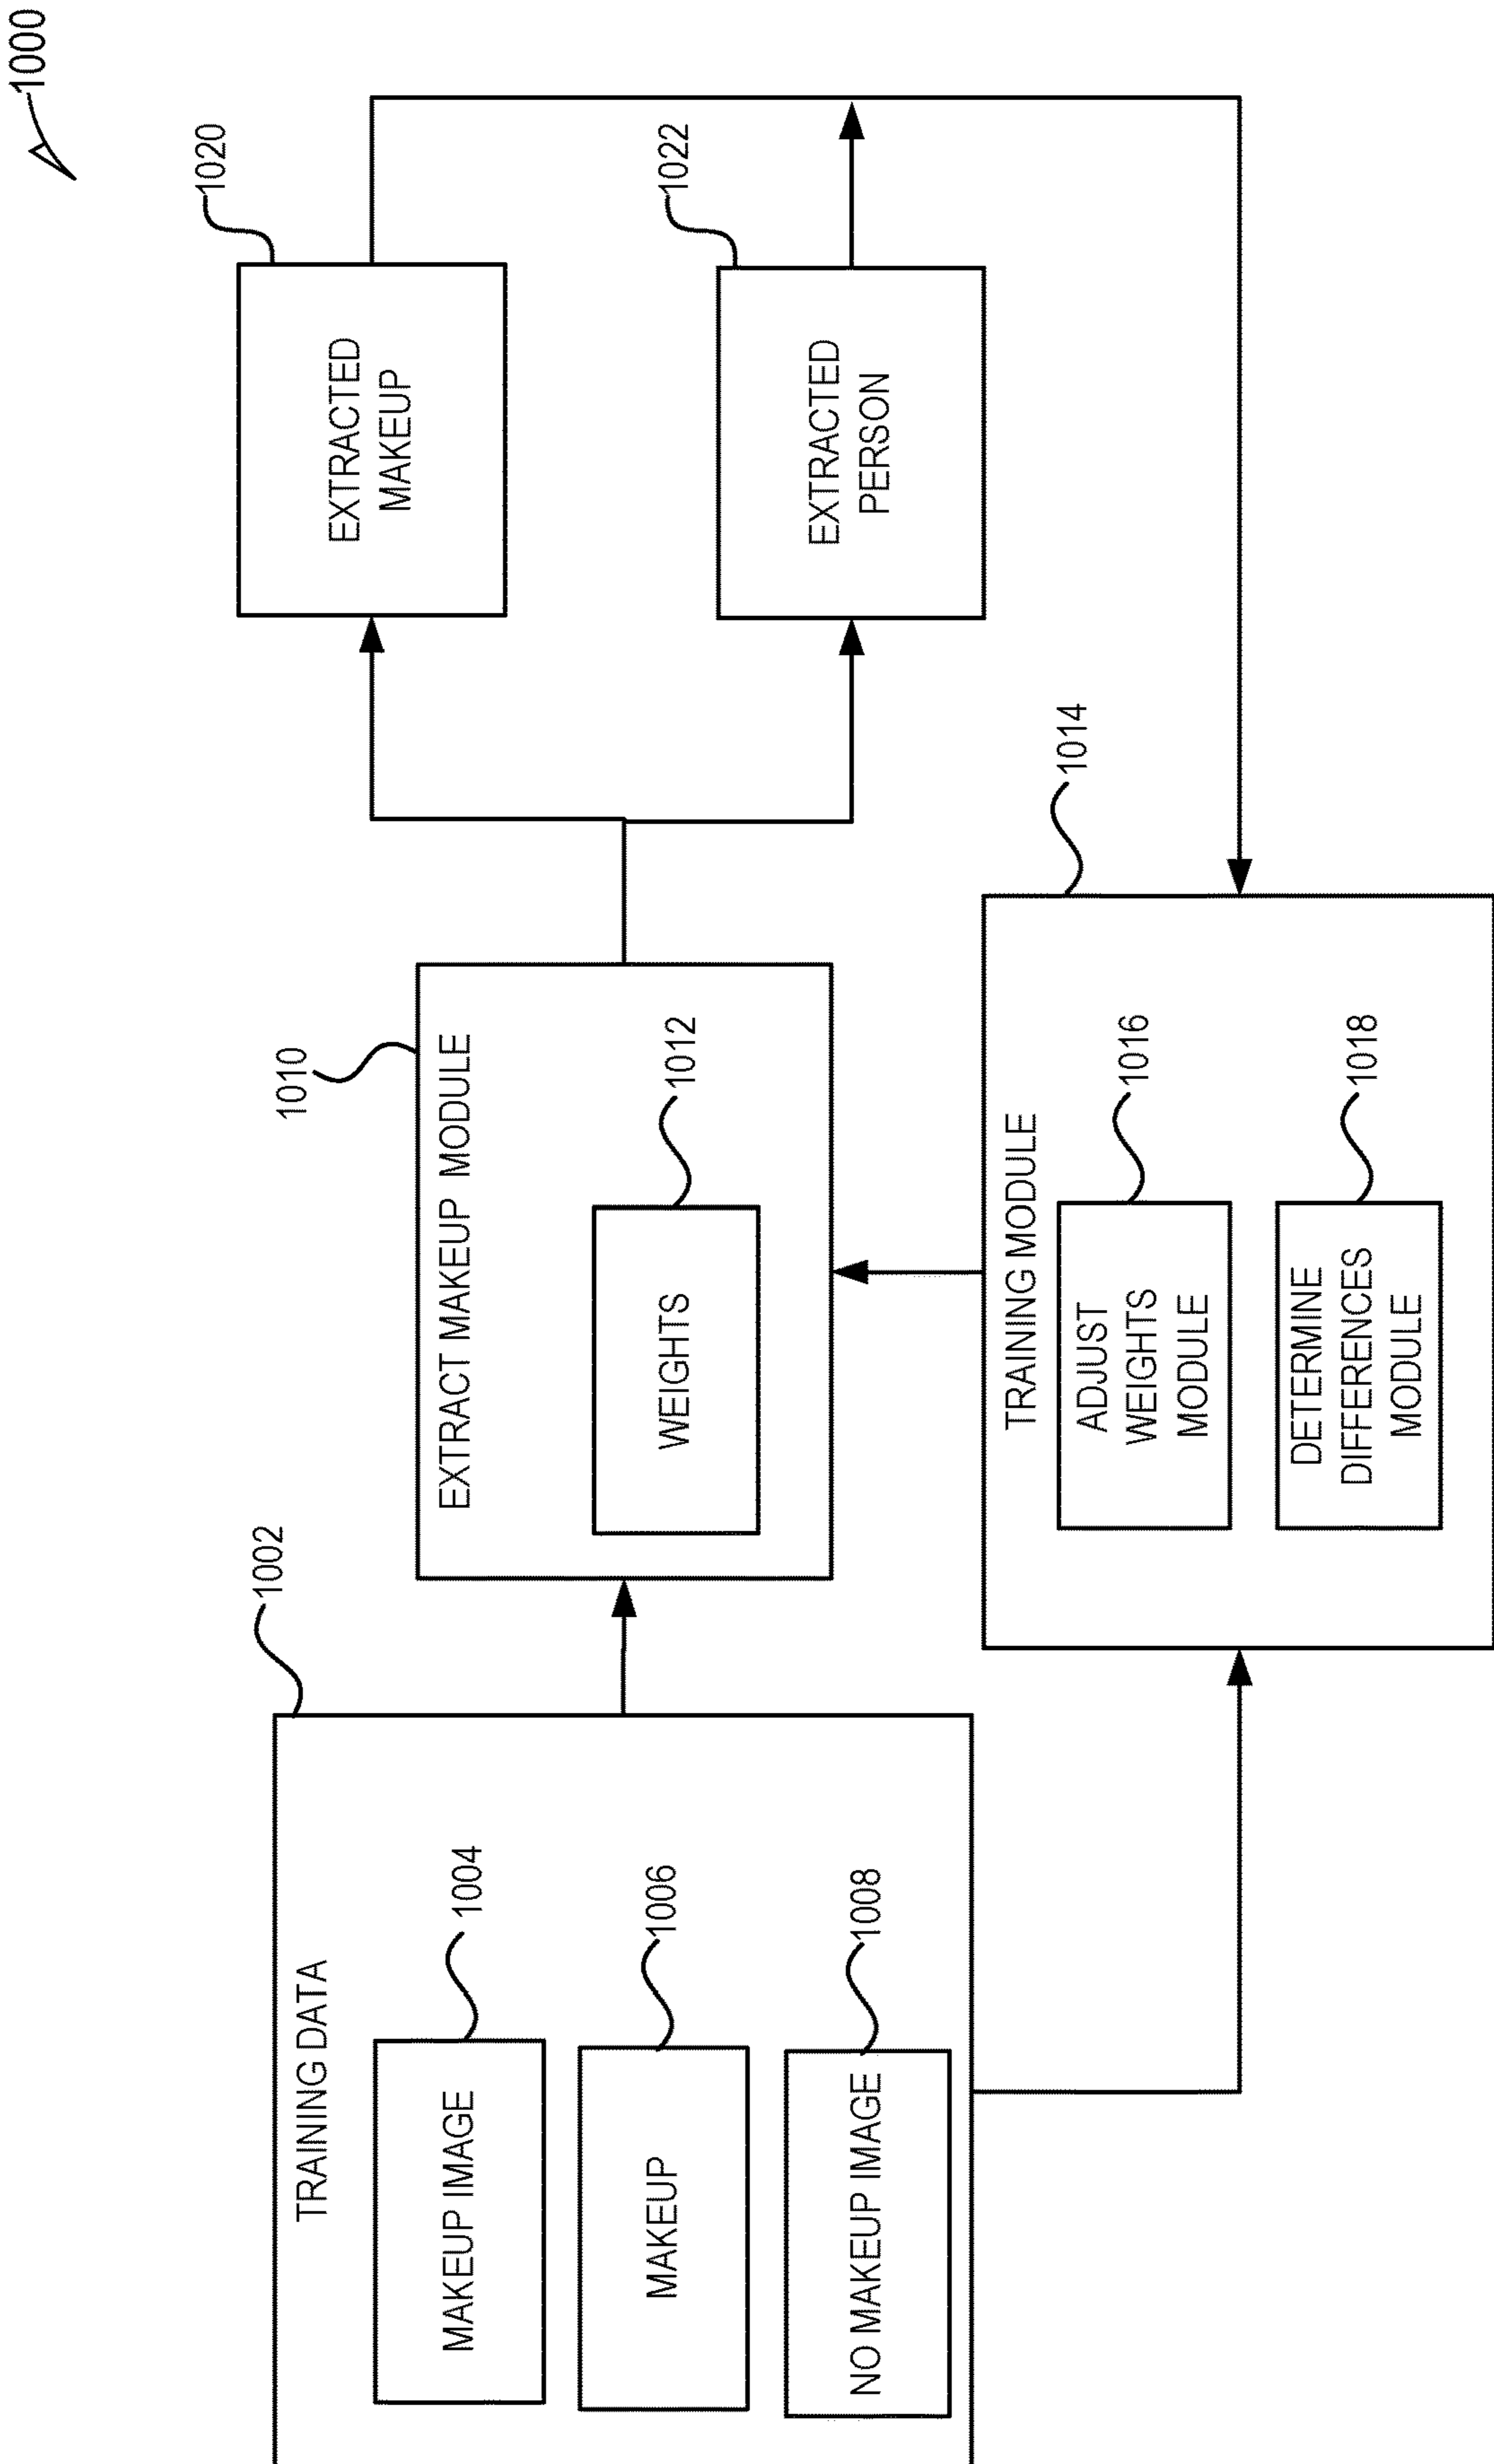 1000
1002
TRAINING DATA
1004
MAKEUP IMAGE
1006
MAKEUP
1008
NO MAKEUP IMAGE
1010
EXTRACT MAKEUP MODULE
1012
WEIGHTS
1014
TRAINING MODULE
1016
ADJUST
WEIGHTS
MODULE
1018
DETERMINE
DIFFERENCES
MODULE
1020
EXTRACTED
MAKEUP
1022
EXTRACTED
PERSON